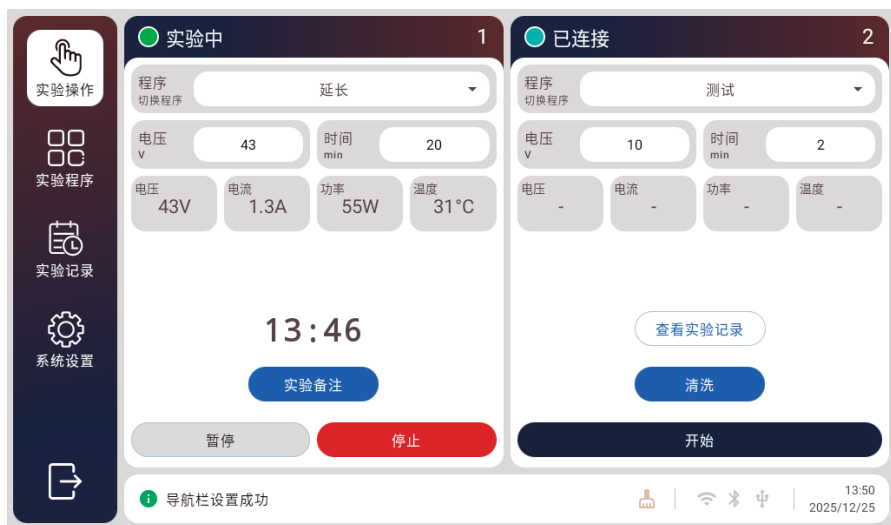 实验操作
实验程序
实验记录
系统设置
实验中 1
程序
切换程序
延长
电压
V
43
时间
min
20
电压
43V
电流
1.3A
功率
55W
温度
31°C
13:46
实验备注
暂停
停止
已连接 2
程序
切换程序
测试
电压
V
10
时间
min
2
电压
-
电流
-
功率
-
温度
-
查看实验记录
清洗
开始
导航栏设置成功
13:50
2025/12/25